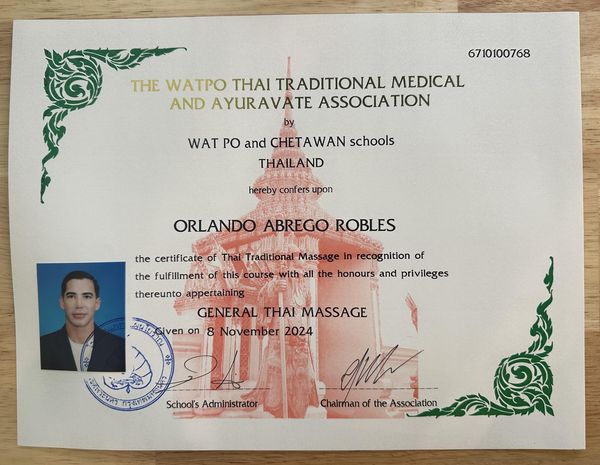 6710100768
THE WATPO THAI TRADITIONAL MEDICAL
AND AYURAVATE ASSOCIATION
by
WAT PO and CHETAWAN schools
THAILAND
hereby confers upon
ORLANDO ABREGO ROBLES
the certificate of Thai Traditional Massage in recognition of
the fulfillment of this course with all the honours and privileges
thereunto appertaining
GENERAL THAI MASSAGE
Given on 8 November 2024
School's Administrator
Chairman of the Association